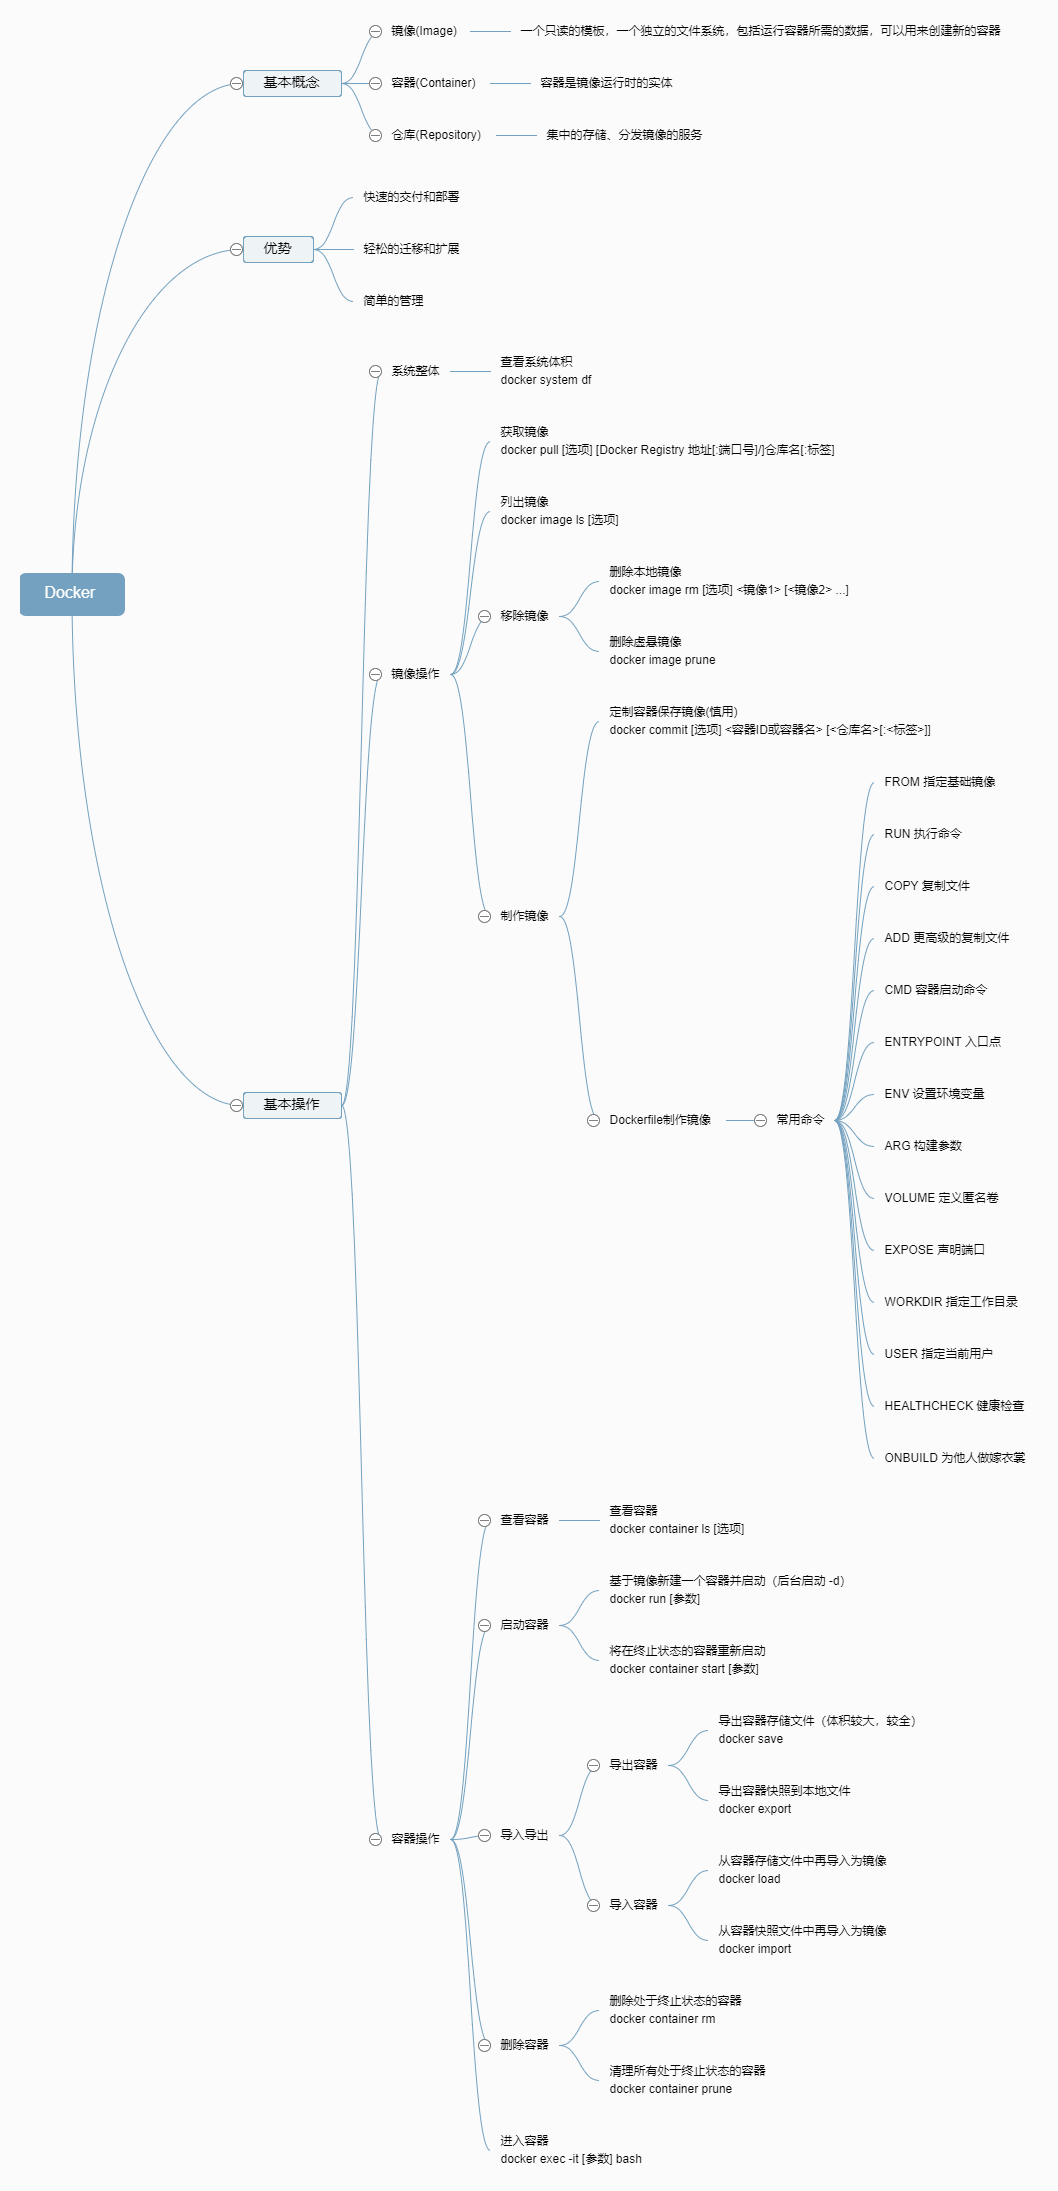 镜像(Image)
一个只读的模板，一个独立的文件系统，包括运行容器所需的数据，可以用来创建新的容器
基本概念
容器(Container)
容器是镜像运行时的实体
仓库(Repository)
集中的存储、分发镜像的服务
快速的交付和部署
优势
轻松的迁移和扩展
简单的管理
系统整体
查看系统体积
docker system df
获取镜像
docker pull [选项] [Docker Registry 地址[:端口号]/]仓库名[:标签]
列出镜像
docker image ls [选项]
Docker
删除本地镜像
docker image rm [选项] <镜像1> [<镜像2> ...]
移除镜像
删除虚悬镜像
docker image prune
镜像操作
定制容器保存镜像(慎用)
docker commit [选项] <容器ID或容器名> [<仓库名>[:<标签>]]
制作镜像
FROM 指定基础镜像
RUN 执行命令
COPY 复制文件
ADD 更高级的复制文件
CMD 容器启动命令
ENTRYPOINT 入口点
ENV 设置环境变量
基本操作
Dockerfile制作镜像
常用命令
ARG 构建参数
VOLUME 定义匿名卷
EXPOSE 声明端口
WORKDIR 指定工作目录
USER 指定当前用户
HEALTHCHECK 健康检查
ONBUILD 为他人做嫁衣裳
查看容器
查看容器
docker container ls [选项]
启动容器
基于镜像新建一个容器并启动（后台启动 -d）
docker run [参数]
将在终止状态的容器重新启动
docker container start [参数]
导出容器
导出容器存储文件（体积较大，较全）
docker save
导出容器快照到本地文件
docker export
容器操作
导入导出
导入容器
从容器存储文件中再导入为镜像
docker load
从容器快照文件中再导入为镜像
docker import
删除容器
删除处于终止状态的容器
docker container rm
清理所有处于终止状态的容器
docker container prune
进入容器
docker exec -it [参数] bash